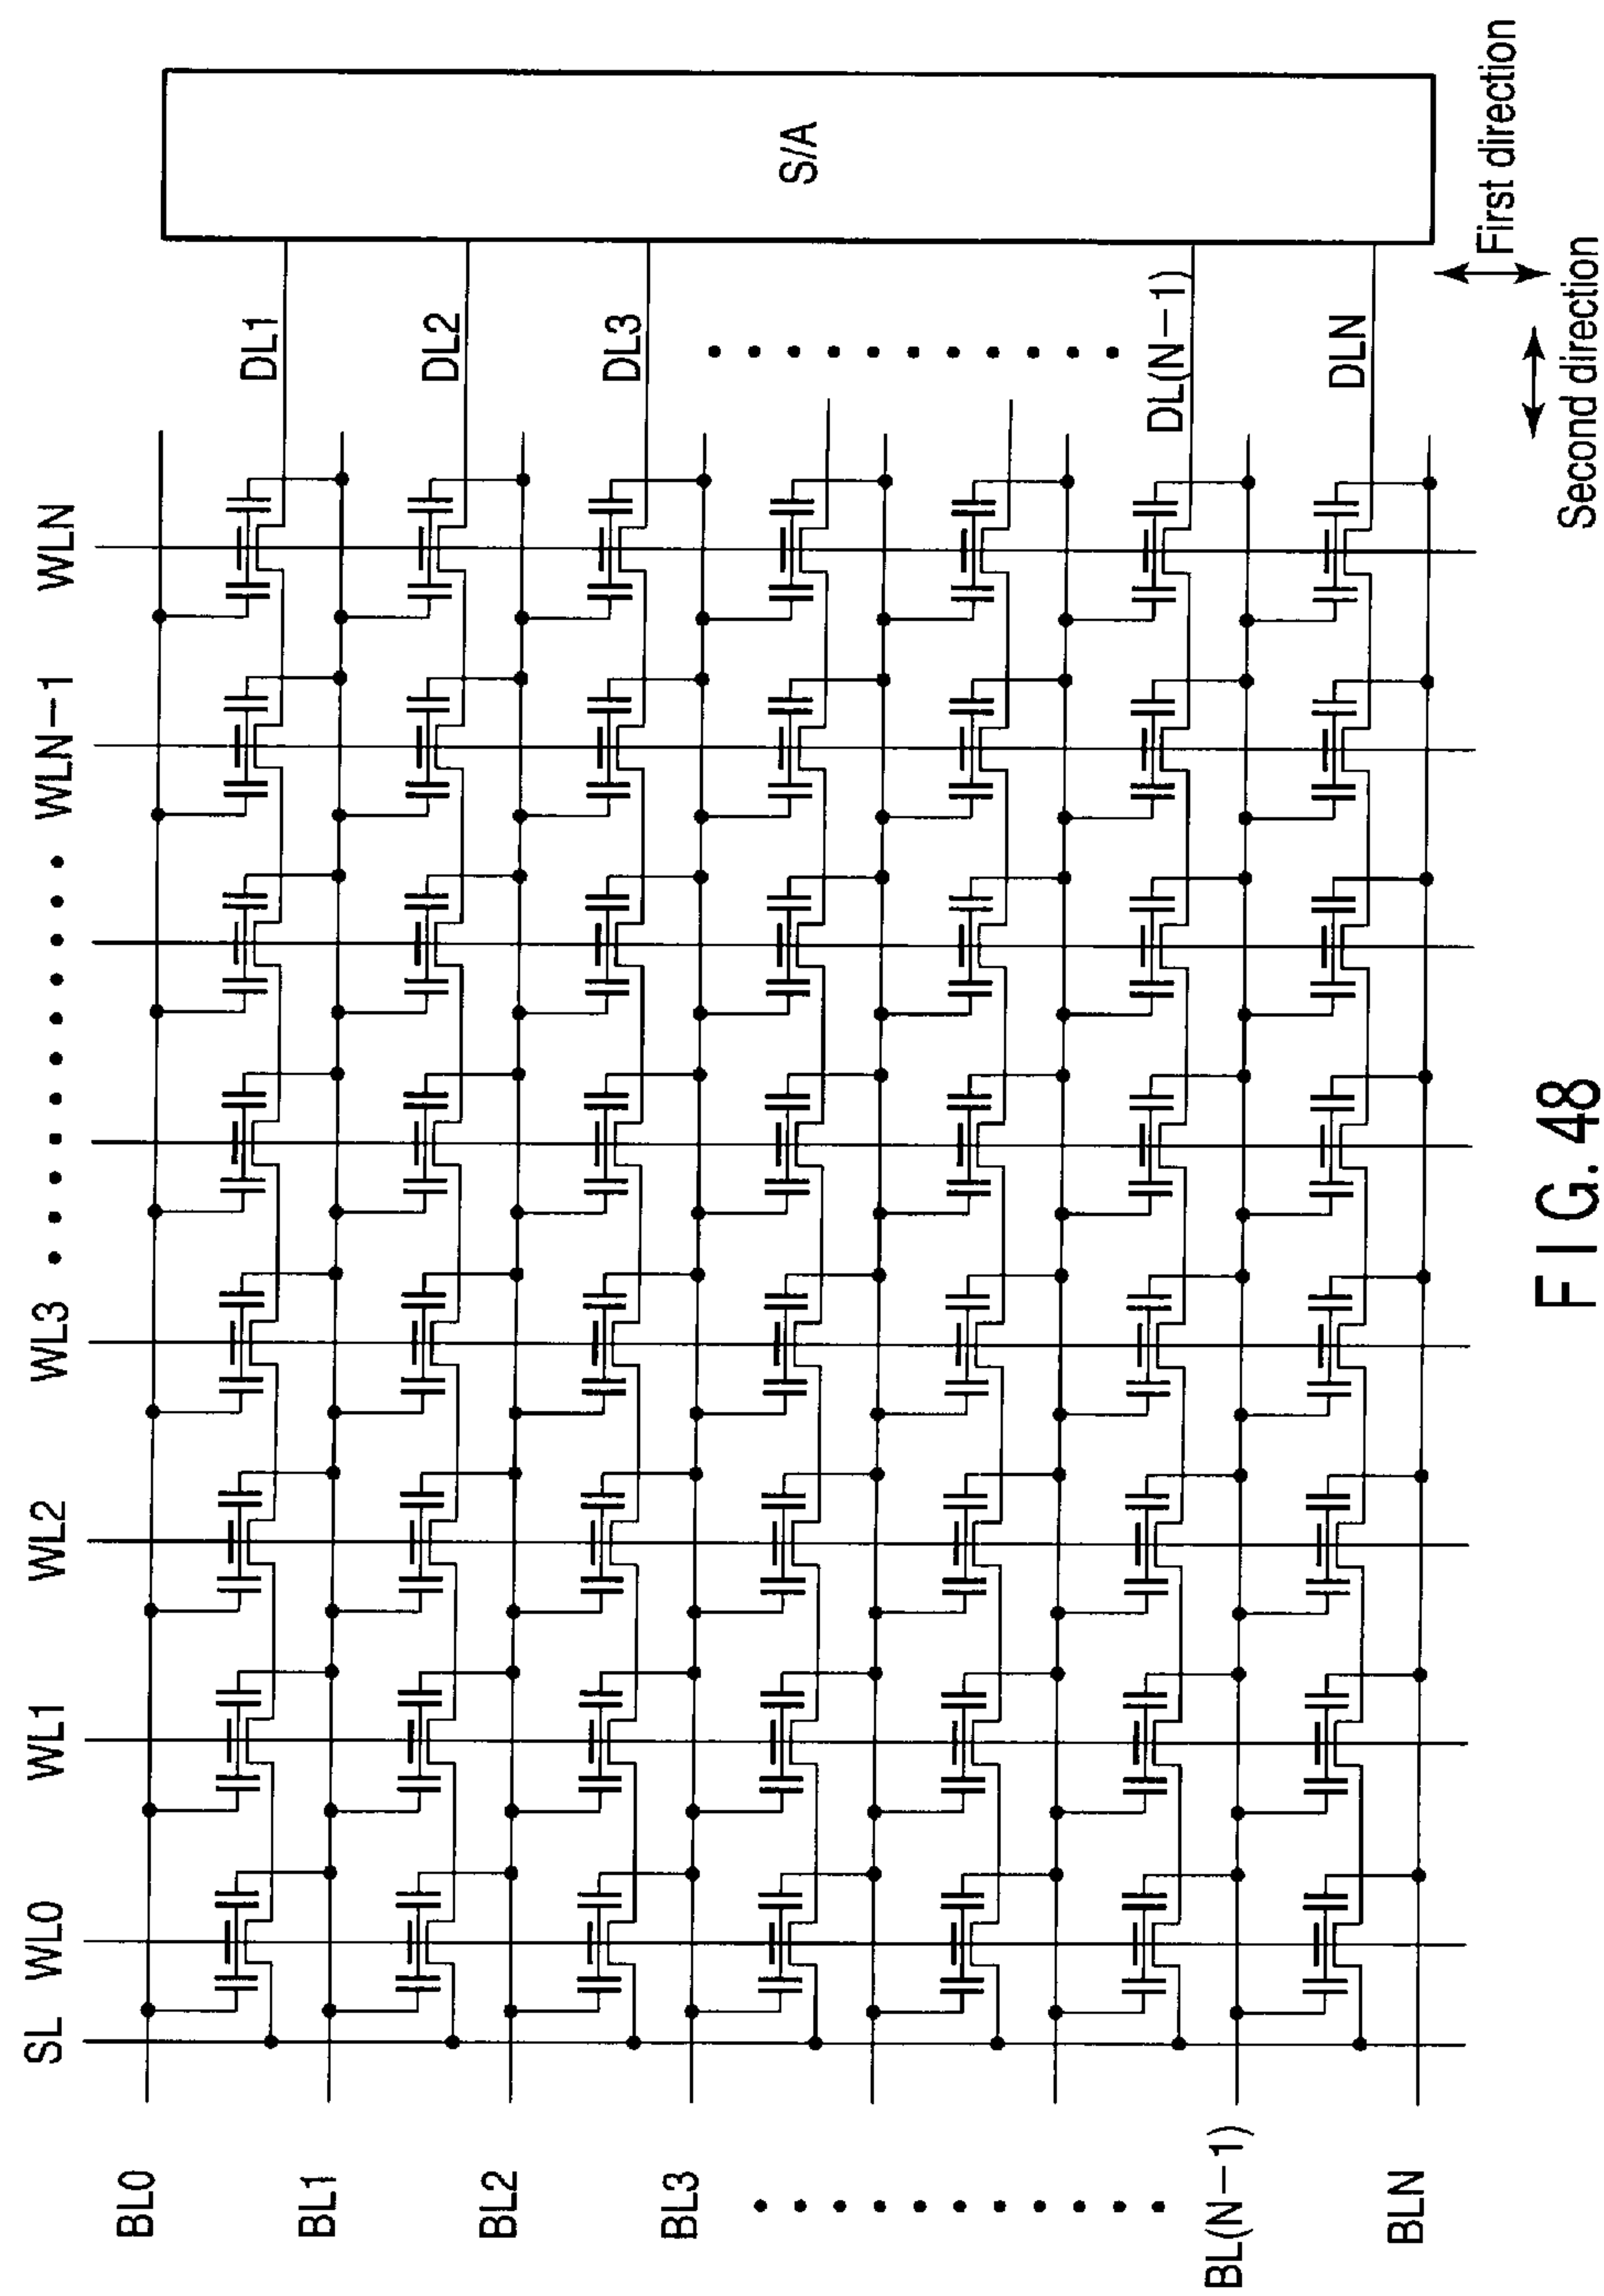 SL WL0 WL1 WL2 WL3 WLN−1 WLN
BL0
BL1
BL2
BL3
BL(N−1)
BLN
DL1
DL2
DL3
DL(N−1)
DLN
S/A
First direction
Second direction
FIG. 48